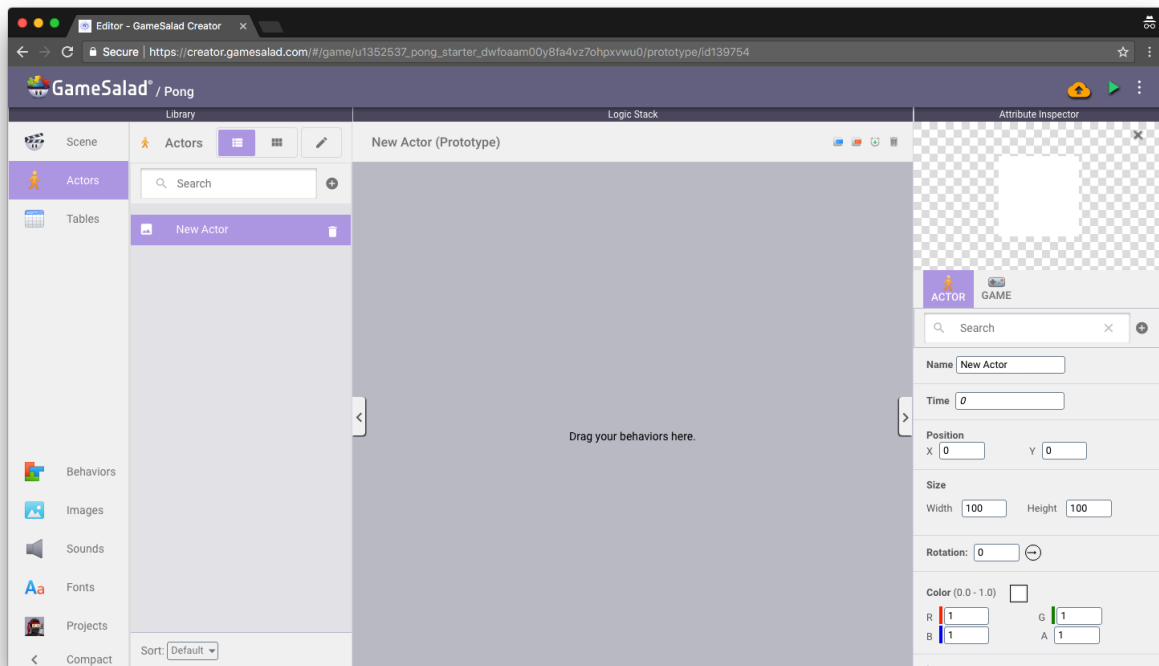 Editor - GameSalad Creator
Secure | https://creator.gamesalad.com/#/game/u1352537_pong_starter_dwfoaam00y8fa4vz7ohpxvwu0/prototype/id139754
GameSalad® / Pong
Library
Logic Stack
Attribute Inspector
Scene
Actors
New Actor (Prototype)
Actors
Search
Tables
New Actor
ACTOR
GAME
Search
Name New Actor
Time 0
Position
X 0 Y 0
Drag your behaviors here.
Behaviors
Size
Images
Width 100 Height 100
Sounds
Rotation: 0
Aa Fonts
Color (0.0 - 1.0)
R 1 G 1
Projects
B 1 A 1
Sort: Default
Compact